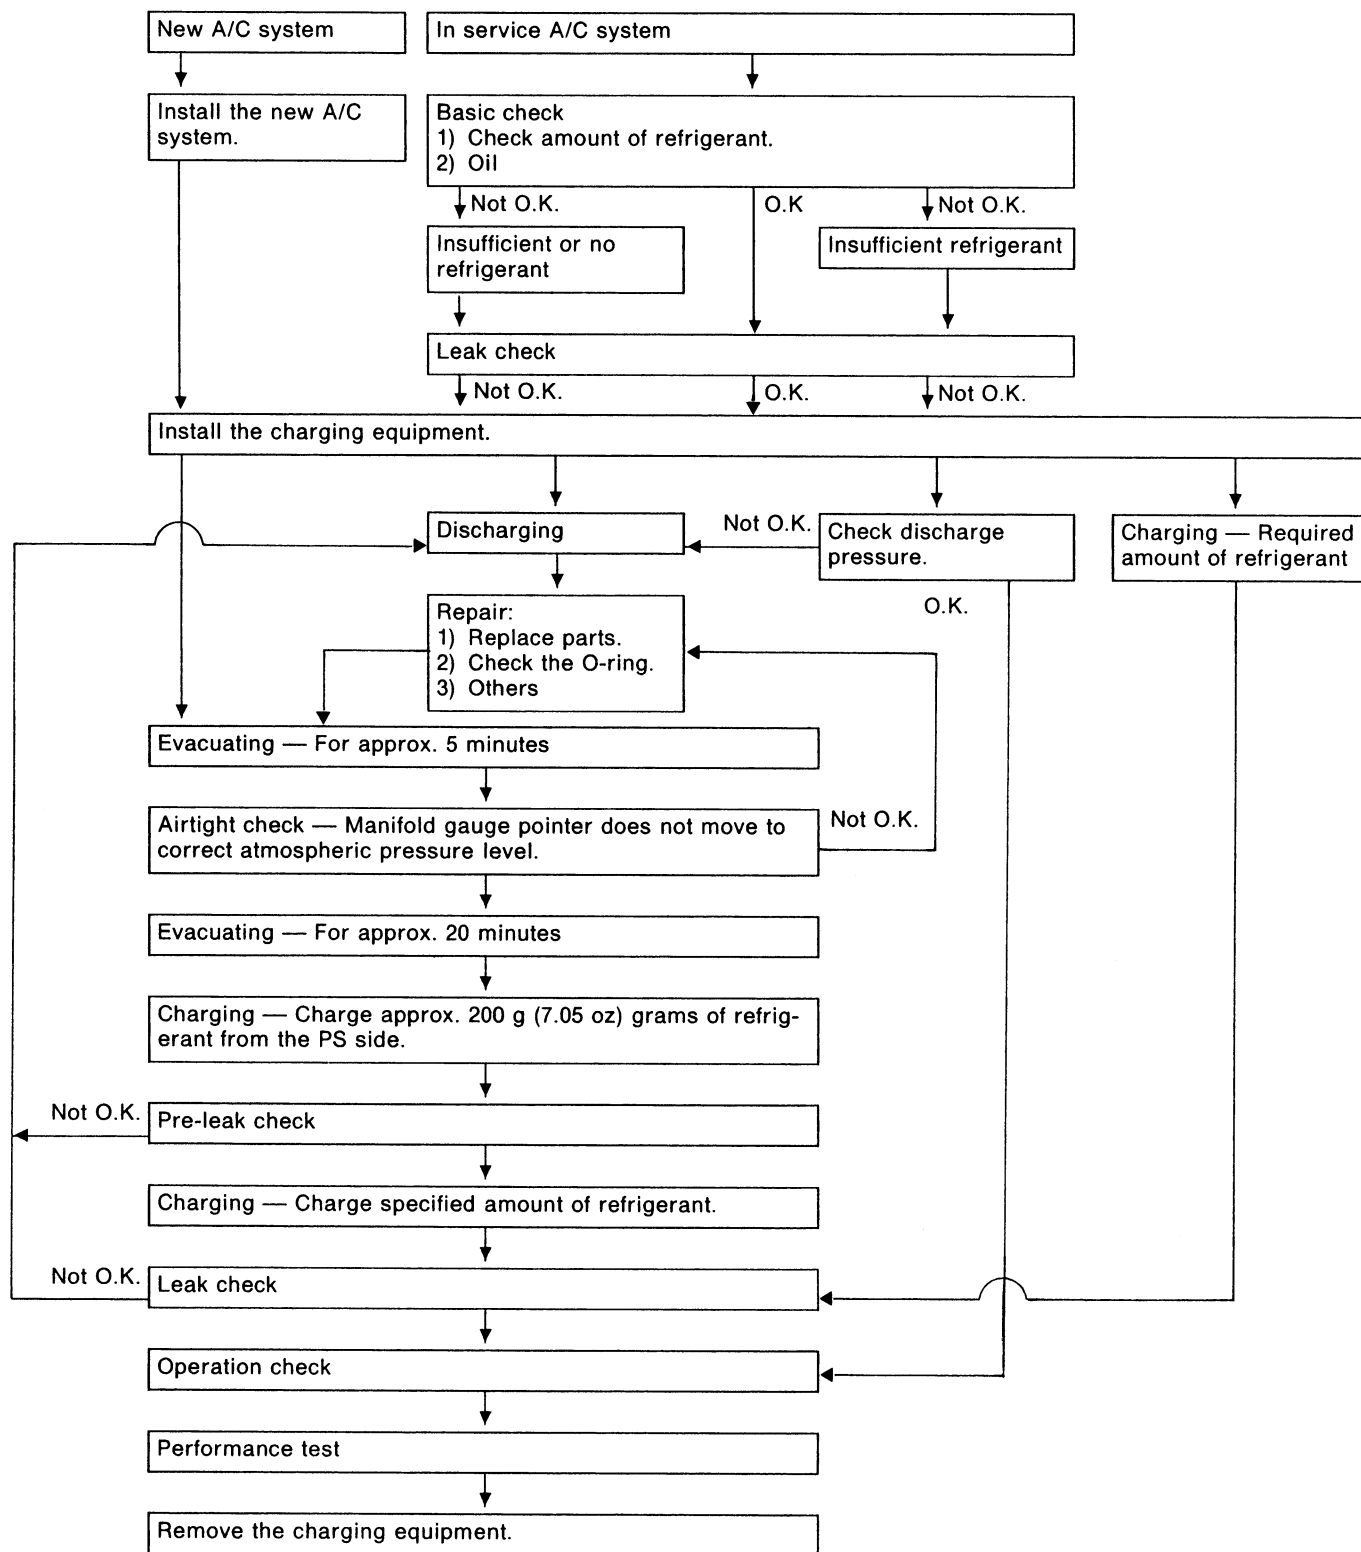 New A/C system
In service A/C system
Install the new A/C
system.
Basic check
1) Check amount of refrigerant.
2) Oil
Not O.K.
O.K
Not O.K.
Insufficient or no
refrigerant
Insufficient refrigerant
Leak check
Not O.K.
O.K.
Not O.K.
Install the charging equipment.
Discharging
Not O.K.
Check discharge
pressure.
Charging — Required
amount of refrigerant
O.K.
Repair:
1) Replace parts.
2) Check the O-ring.
3) Others
Evacuating — For approx. 5 minutes
Airtight check — Manifold gauge pointer does not move to
correct atmospheric pressure level.
Not O.K.
Evacuating — For approx. 20 minutes
Charging — Charge approx. 200 g (7.05 oz) grams of refrig-
erant from the PS side.
Not O.K.
Pre-leak check
Charging — Charge specified amount of refrigerant.
Not O.K.
Leak check
Operation check
Performance test
Remove the charging equipment.